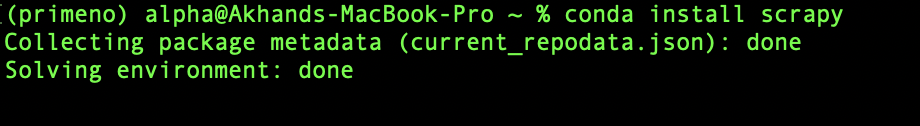 (primeno) alpha@Akhands-MacBook-Pro ~ % conda install scrapy
Collecting package metadata (current_repodata.json): done
Solving environment: done